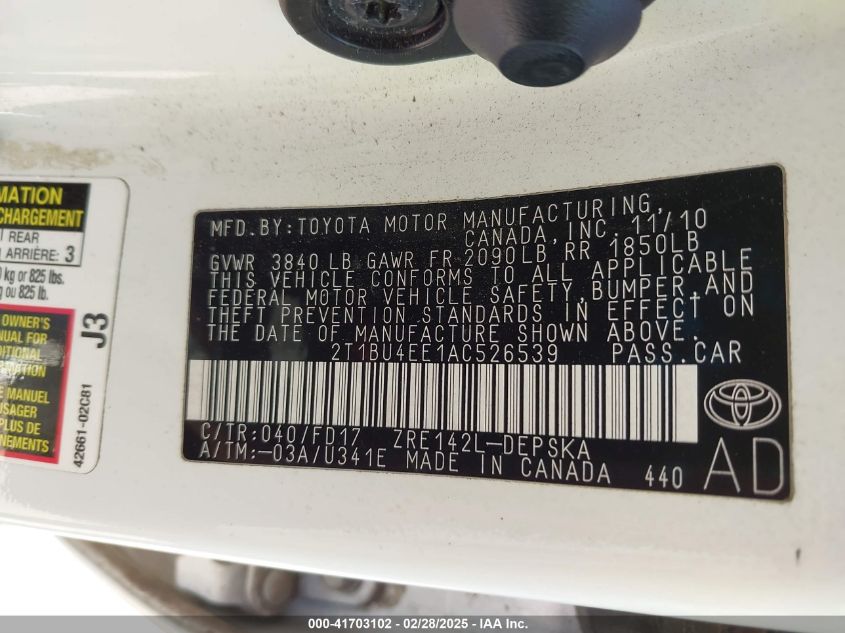 MFD.BY:TOYOTA MOTOR MANUFACTURING,
CANADA,INC. 11/10
GVWR 3840 LB GAWR FR 2090LB RR 1850LB
THIS VEHICLE CONFORMS TO ALL APPLICABLE
FEDERAL MOTOR VEHICLE SAFETY,BUMPER,AND
THEFT PREVENTION STANDARDS IN EFFECT ON
THE DATE OF MANUFACTURE SHOWN ABOVE.
2T1BU4EE1AC526539 PASS.CAR
C/TR:040/FD17 ZRE142L-DEPSKA
A/TM:-03A/U341E MADE IN CANADA 440
AD
MATION
CHARGEMENT
REAR
ARRIÈRE: 3
kg or 825 lbs.
ou 825 lb.
OWNER'S
FOR
MANUEL
PLUS DE
J3
42661-02C81
000-41703102 / 02/28/2025 - IAA Inc.